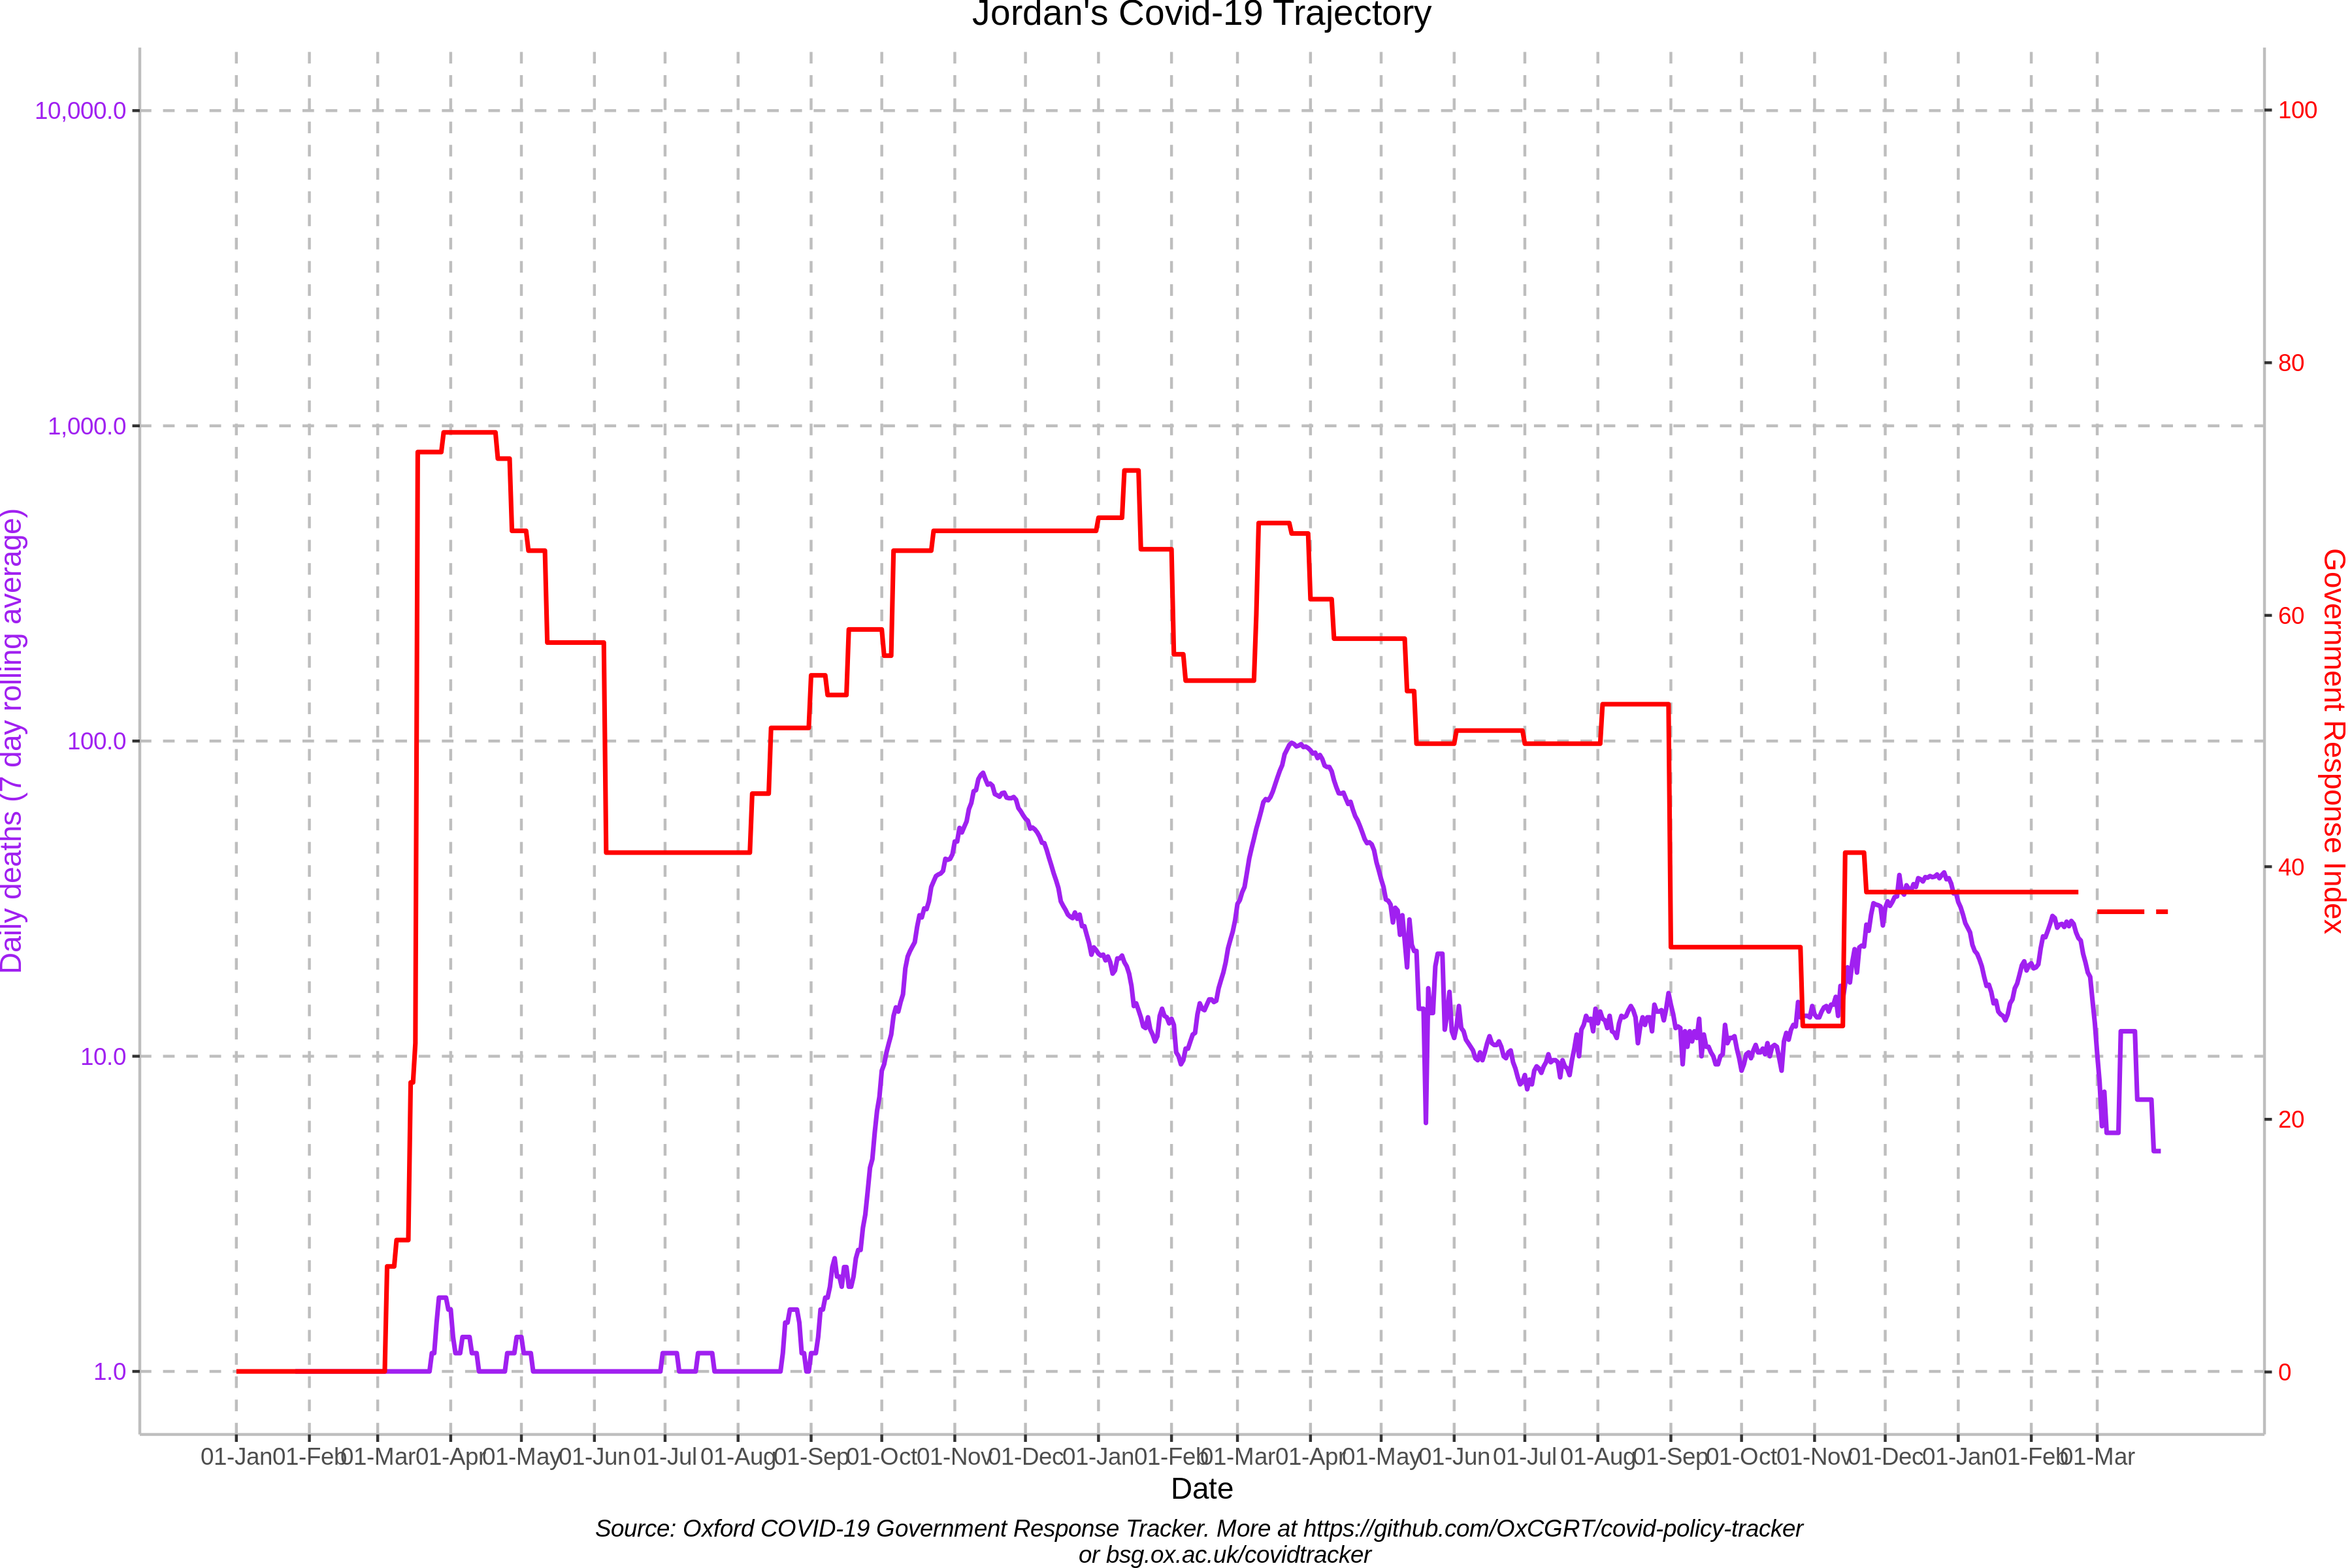 Jordan's Covid-19 Trajectory
10,000.0
1,000.0
100.0
10.0
1.0
Daily deaths (7 day rolling average)
100
80
60
40
20
0
Government Response Index
01-Jan 01-Feb 01-Mar 01-Apr 01-May 01-Jun 01-Jul 01-Aug 01-Sep 01-Oct 01-Nov 01-Dec 01-Jan 01-Feb 01-Mar 01-Apr 01-May 01-Jun 01-Jul 01-Aug 01-Sep 01-Oct 01-Nov 01-Dec 01-Jan 01-Feb 01-Mar
Date
Source: Oxford COVID-19 Government Response Tracker. More at https://github.com/OxCGRT/covid-policy-tracker
or bsg.ox.ac.uk/covidtracker